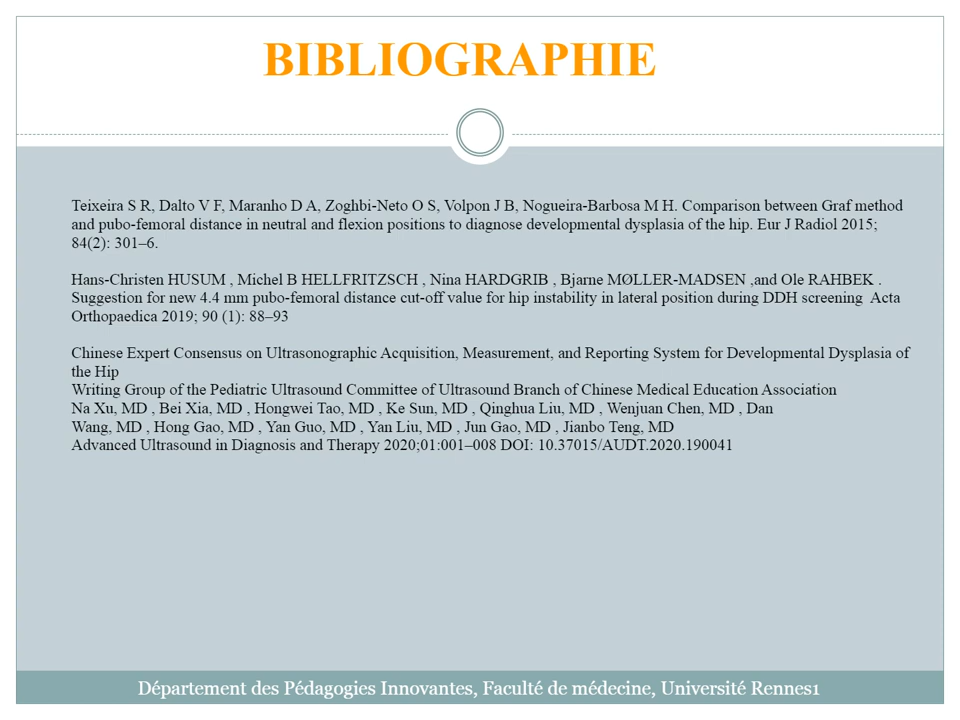 BIBLIOGRAPHIE
Teixeira S R, Dalto V F, Maranho D A, Zoghbi-Neto O S, Volpon J B, Nogueira-Barbosa M H. Comparison between Graf method
and pubo-femoral distance in neutral and flexion positions to diagnose developmental dysplasia of the hip. Eur J Radiol 2015;
84(2): 301–6.
Hans-Christen HUSUM , Michel B HELLFRITZSCH , Nina HARDGRIB , Bjarne MØLLER-MADSEN ,and Ole RAHBEK .
Suggestion for new 4.4 mm pubo-femoral distance cut-off value for hip instability in lateral position during DDH screening Acta
Orthopaedica 2019; 90 (1): 88–93
Chinese Expert Consensus on Ultrasonographic Acquisition, Measurement, and Reporting System for Developmental Dysplasia of
the Hip
Writing Group of the Pediatric Ultrasound Committee of Ultrasound Branch of Chinese Medical Education Association
Na Xu, MD , Bei Xia, MD , Hongwei Tao, MD , Ke Sun, MD , Qinghua Liu, MD , Wenjuan Chen, MD , Dan
Wang, MD , Hong Gao, MD , Yan Guo, MD , Yan Liu, MD , Jun Gao, MD , Jianbo Teng, MD
Advanced Ultrasound in Diagnosis and Therapy 2020;01:001–008 DOI: 10.37015/AUDT.2020.190041
Département des Pédagogies Innovantes, Faculté de médecine, Université Rennes1